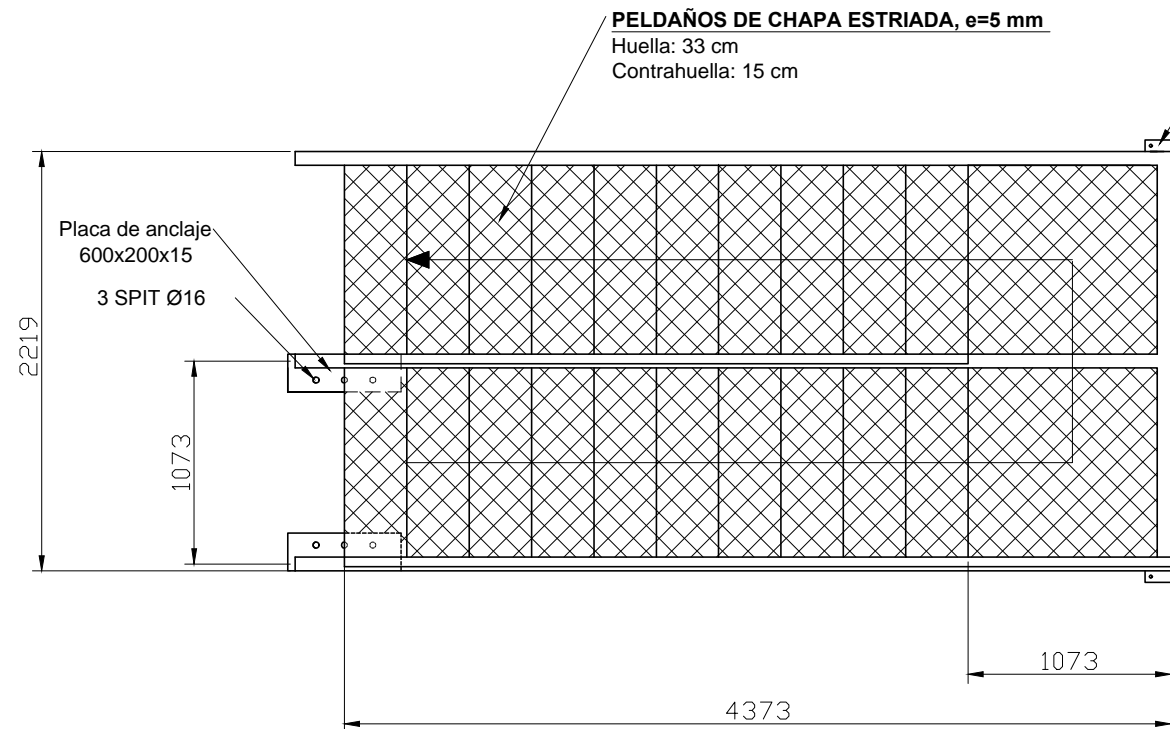 PELDAÑOS DE CHAPA ESTRIADA, e=5 mm
Huella: 33 cm
Contrahuella: 15 cm
Placa de anclaje
600x200x15
3 SPIT Ø16
2219
1073
1073
4373